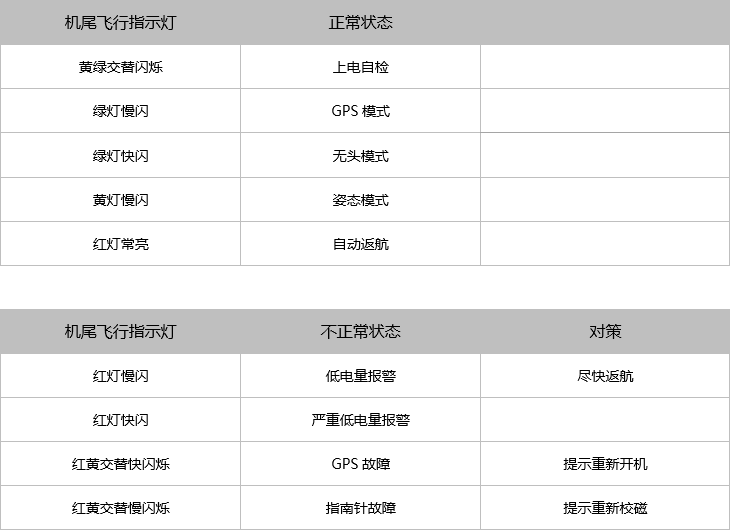 机尾飞行指示灯 正常状态
黄绿交替闪烁 上电自检
绿灯慢闪 GPS 模式
绿灯快闪 无头模式
黄灯慢闪 姿态模式
红灯常亮 自动返航
机尾飞行指示灯 不正常状态 对策
红灯慢闪 低电量报警 尽快返航
红灯快闪 严重低电量报警
红黄交替快闪烁 GPS 故障 提示重新开机
红黄交替慢闪烁 指南针故障 提示重新校磁